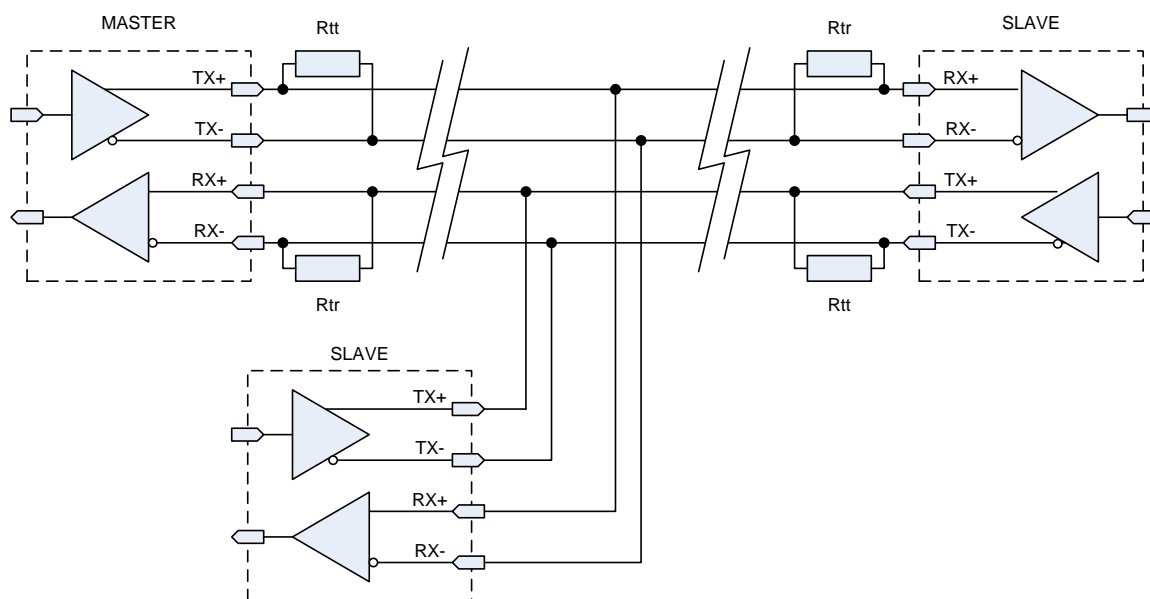 MASTER
Rtt
Rtr
SLAVE
TX+
RX+
TX-
RX-
RX+
TX+
RX-
TX-
Rtr
Rtt
SLAVE
TX+
TX-
RX+
RX-